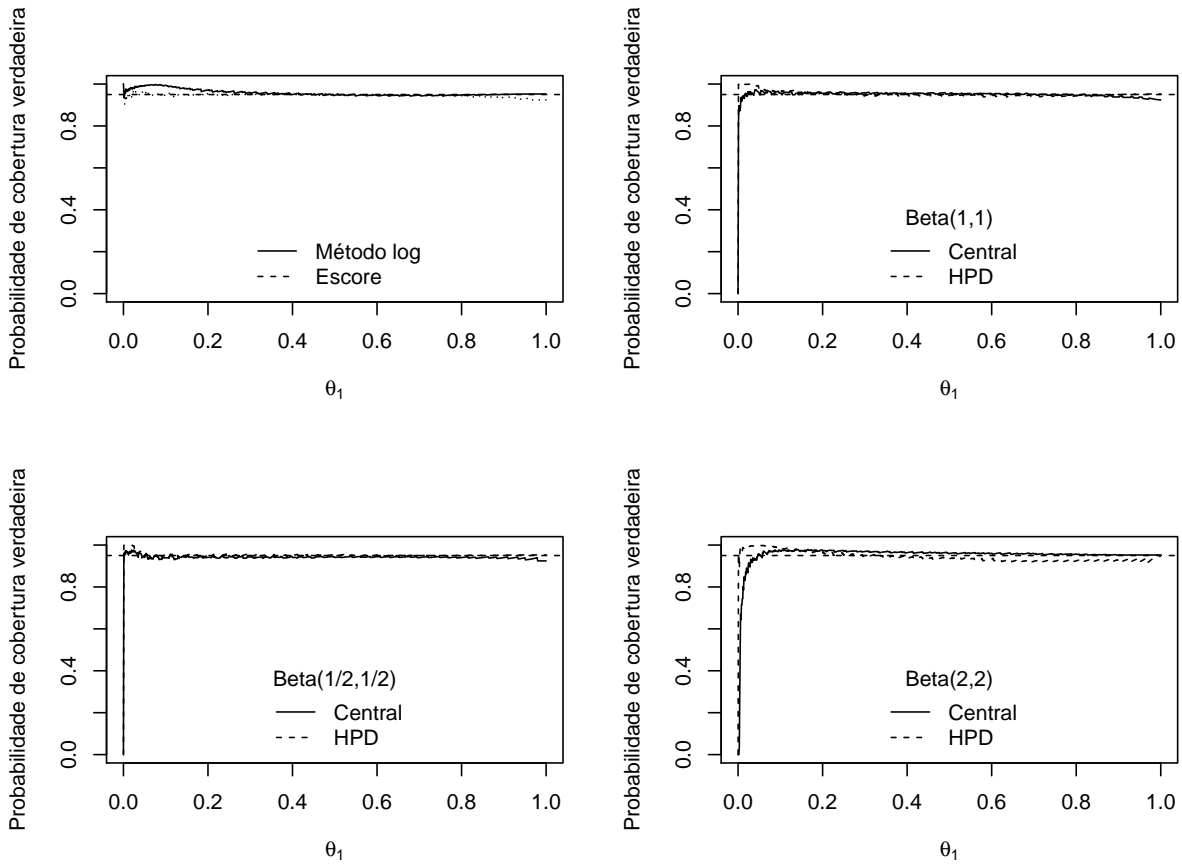 Probabilidade de cobertura verdadeira
0.0 0.4 0.8
Método log
Escore
0.0 0.2 0.4 0.6 0.8 1.0
θ1
Probabilidade de cobertura verdadeira
0.0 0.4 0.8
Beta(1,1)
Central
HPD
0.0 0.2 0.4 0.6 0.8 1.0
θ1
Probabilidade de cobertura verdadeira
0.0 0.4 0.8
Beta(1/2,1/2)
Central
HPD
0.0 0.2 0.4 0.6 0.8 1.0
θ1
Probabilidade de cobertura verdadeira
0.0 0.4 0.8
Beta(2,2)
Central
HPD
0.0 0.2 0.4 0.6 0.8 1.0
θ1